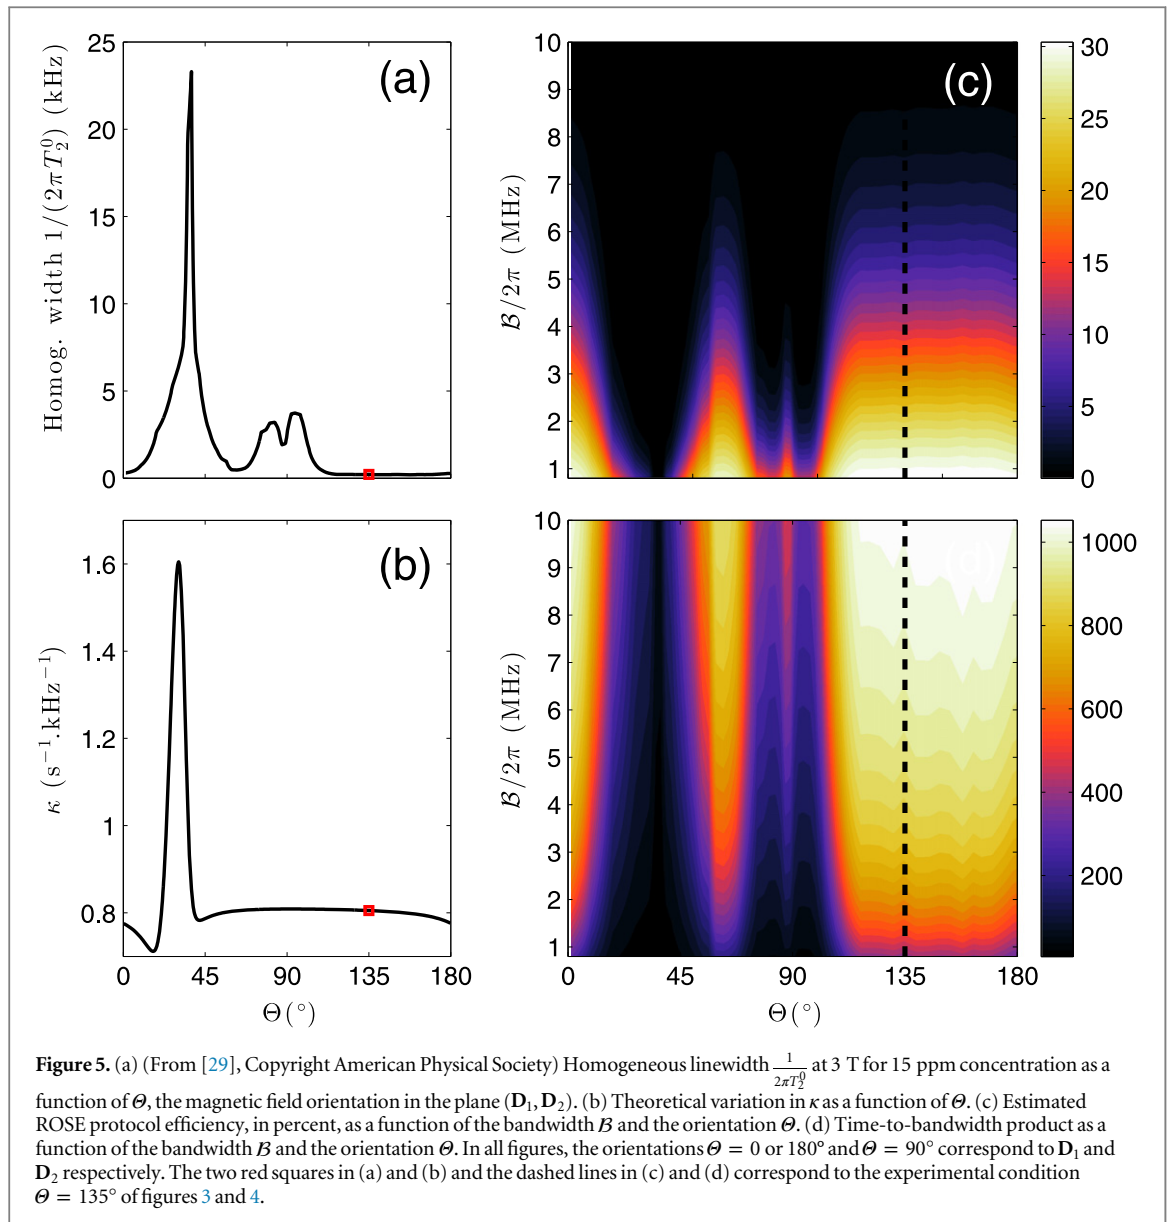 25
20
15
10
5
0
Homog. width 1/(2πT₂⁰) (kHz)
(a)
10
9
8
7
6
5
4
3
2
1
B/2π (MHz)
(c)
30
25
20
15
10
5
0
1.6
1.4
1.2
1
0.8
κ (s⁻¹.kHz⁻¹)
(b)
0 45 90 135 180
Θ(°)
10
9
8
7
6
5
4
3
2
1
B/2π (MHz)
(d)
0 45 90 135 180
Θ(°)
1000
800
600
400
200
Figure 5. (a) (From [29], Copyright American Physical Society) Homogeneous linewidth 1/(2πT₂⁰) at 3 T for 15 ppm concentration as a
function of Θ, the magnetic field orientation in the plane (D₁, D₂). (b) Theoretical variation in κ as a function of Θ. (c) Estimated
ROSE protocol efficiency, in percent, as a function of the bandwidth B and the orientation Θ. (d) Time-to-bandwidth product as a
function of the bandwidth B and the orientation Θ. In all figures, the orientations Θ = 0 or 180° and Θ = 90° correspond to D₁ and
D₂ respectively. The two red squares in (a) and (b) and the dashed lines in (c) and (d) correspond to the experimental condition
Θ = 135° of figures 3 and 4.